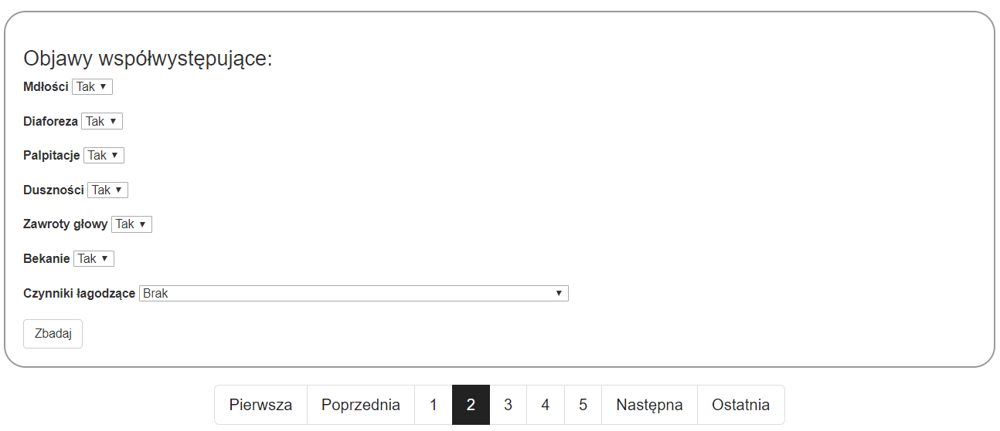 Objawy współwystępujące:
Mdłości Tak
Diaforeza Tak
Palpitacje Tak
Duszności Tak
Zawroty głowy Tak
Bekanie Tak
Czynniki łagodzące Brak
Zbadaj
Pierwsza Poprzednia 1 2 3 4 5 Następna Ostatnia